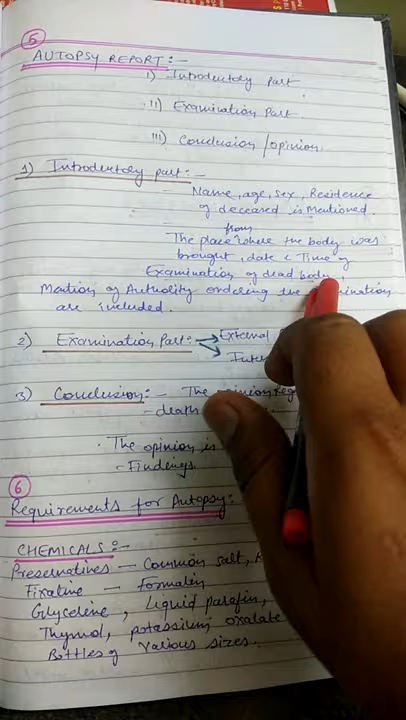 5
AUTOPSY REPORT :-
I) Introductory Part
II) Examination Part
III) Conclusion / opinion.
1) Introductory part :-
Name, age, sex, Residence
of deceased is Mentioned.
from
The place where the body was
brought, date & Time of
Examination of dead body.
Mention of Authority ordering the
are included.
2) Examination Part :- External
3) Conclusion :- The opinion
- death
. The opinion is
- Findings.
6
Requirements for Autopsy :
CHEMICALS :-
Preservatives - Common salt,
Fixative - formalin
Glycerine, Liquid parafin,
Thymol, potassium oxalate
Bottles of various sizes.